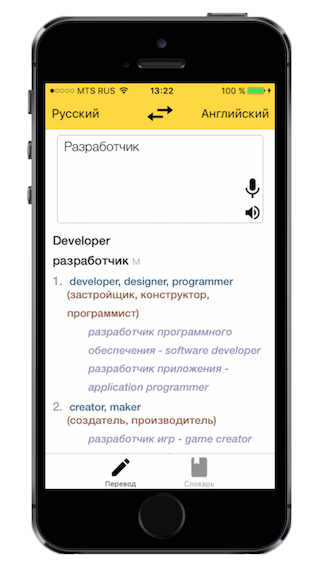 ●○○○○ MTS RUS 13:22 100 %
Русский Английский
Разработчик
Developer
разработчик м
1. developer, designer, programmer
(застройщик, конструктор,
программист)
разработчик программного
обеспечения - software developer
разработчик приложения -
application programmer
2. creator, maker
(создатель, производитель)
разработчик игр - game creator
Перевод Словарь